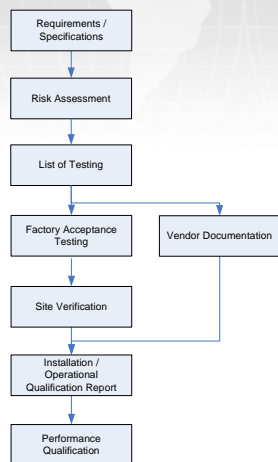 Requirements /
Specifications
Risk Assessment
List of Testing
Factory Acceptance
Testing
Vendor Documentation
Site Verification
Installation /
Operational
Qualification Report
Performance
Qualification